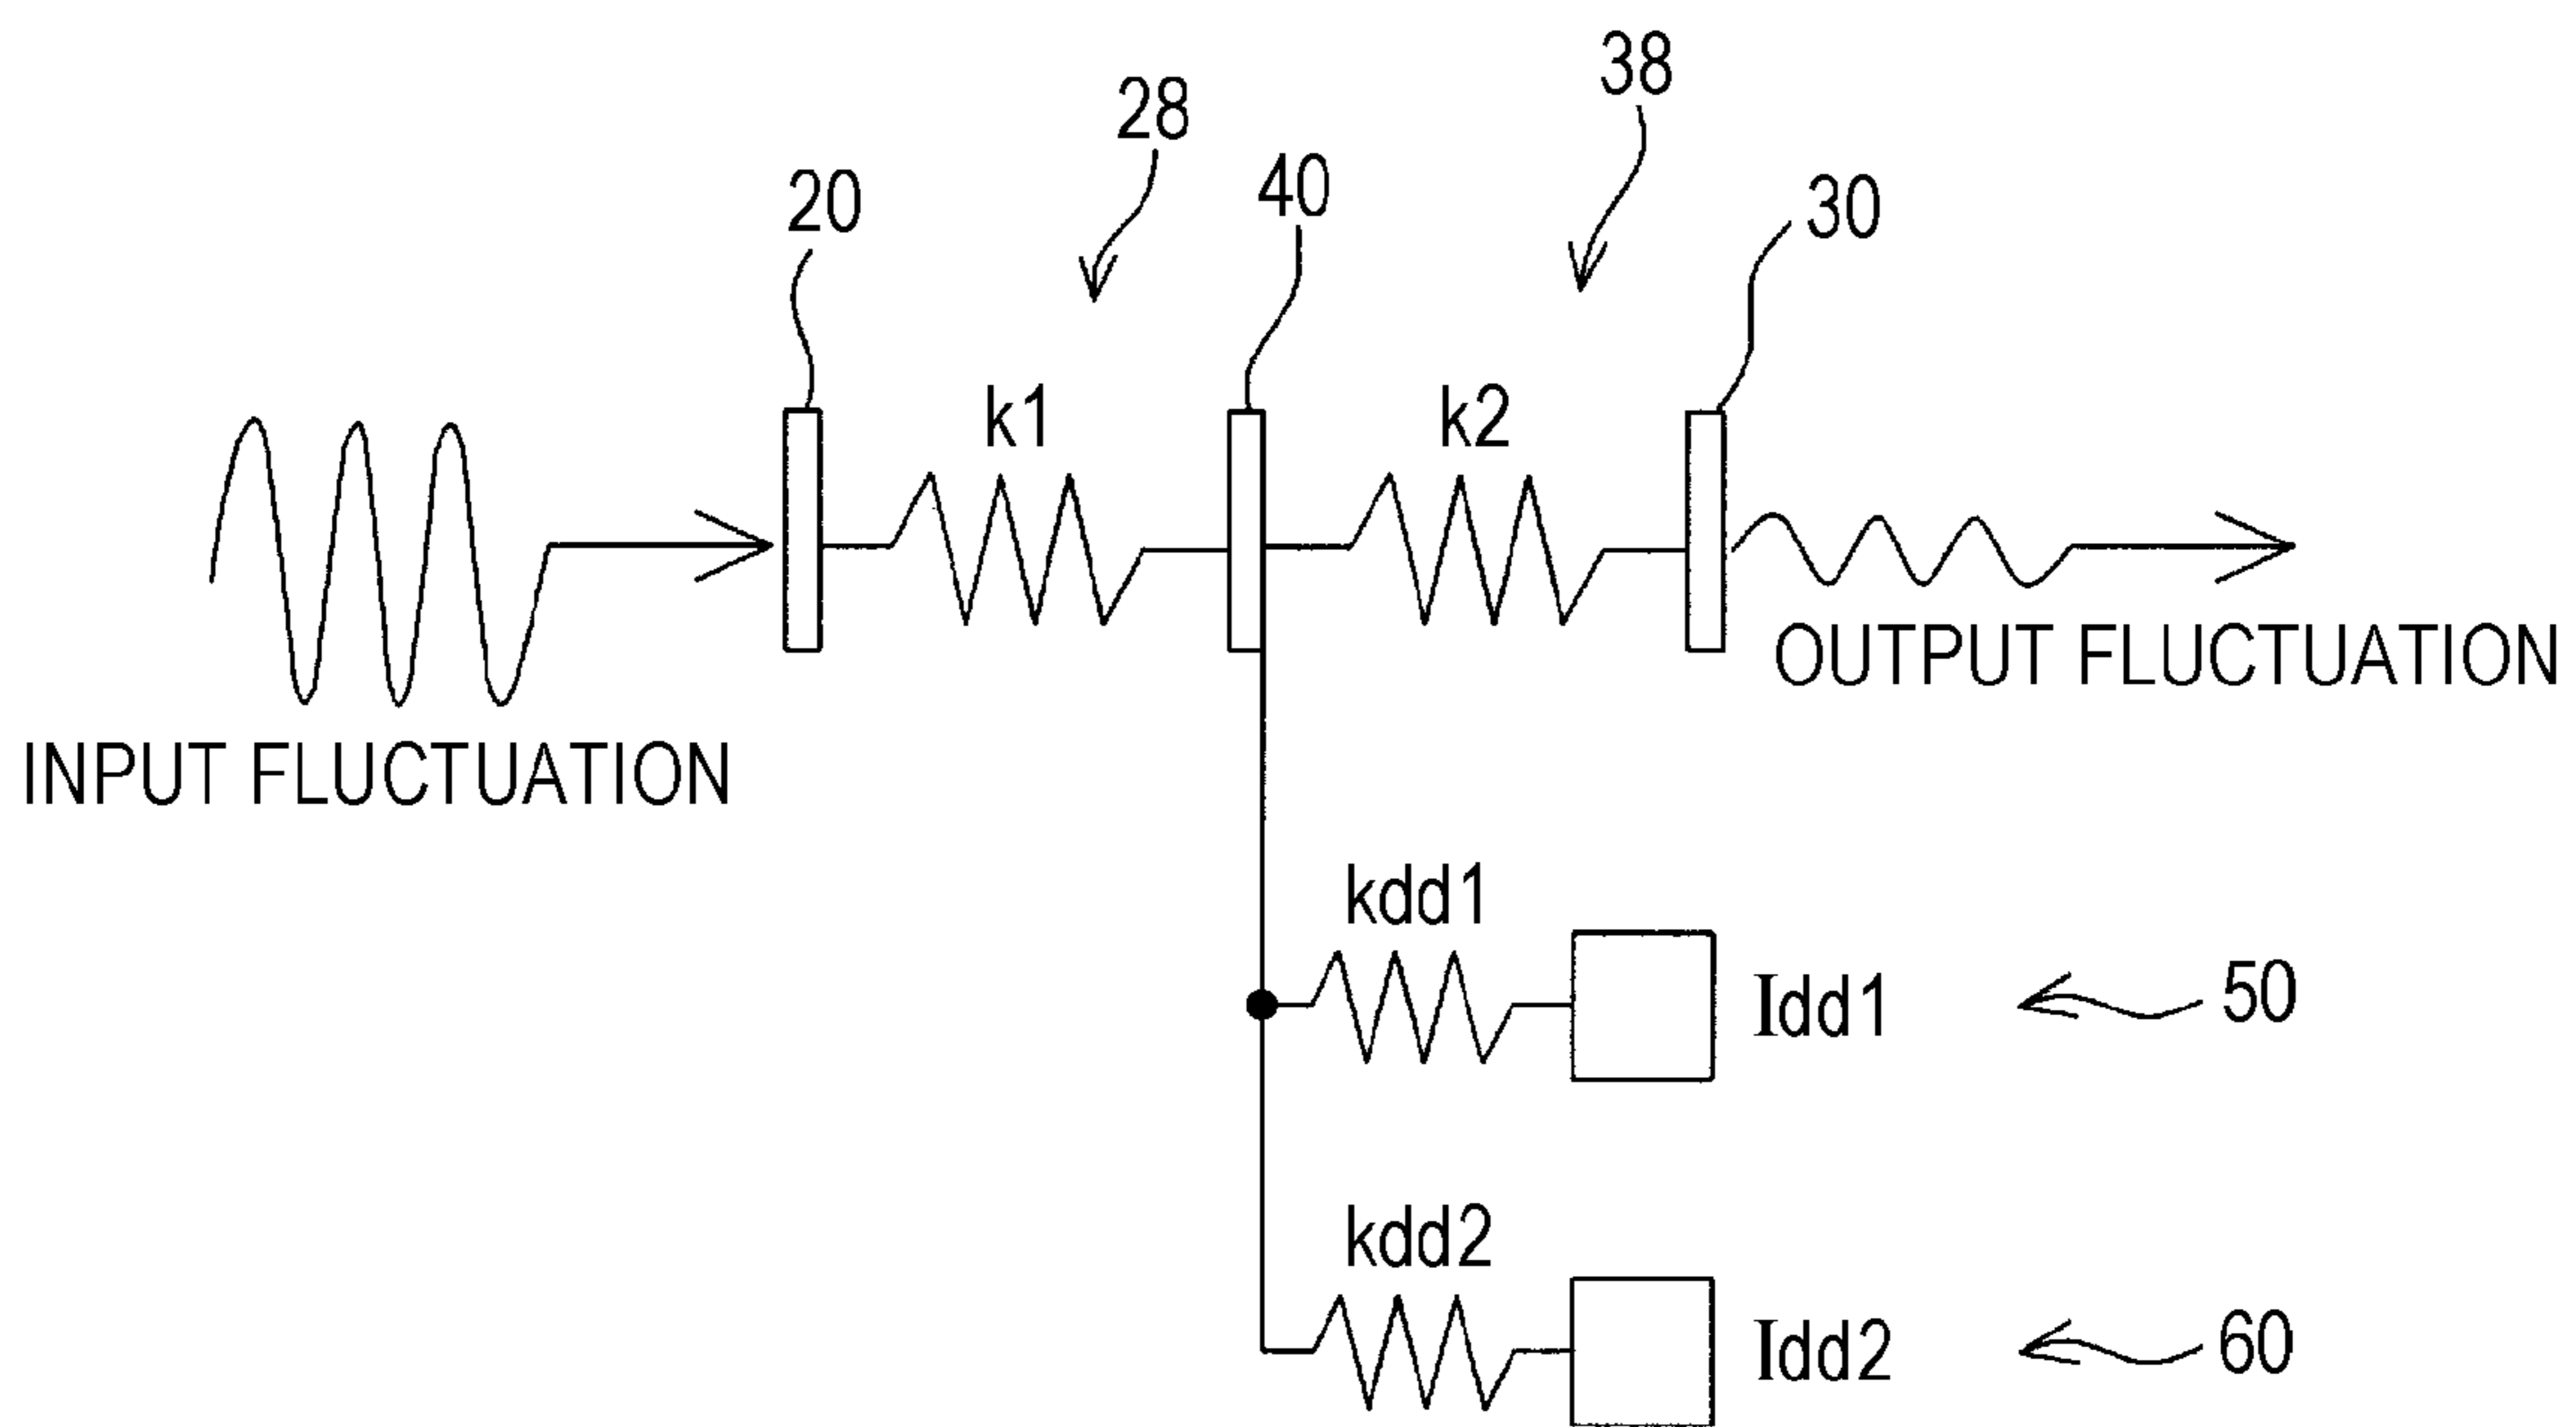 38
28
40
20
30
k1
k2
OUTPUT FLUCTUATION
INPUT FLUCTUATION
kdd1
Idd1
50
kdd2
Idd2
60